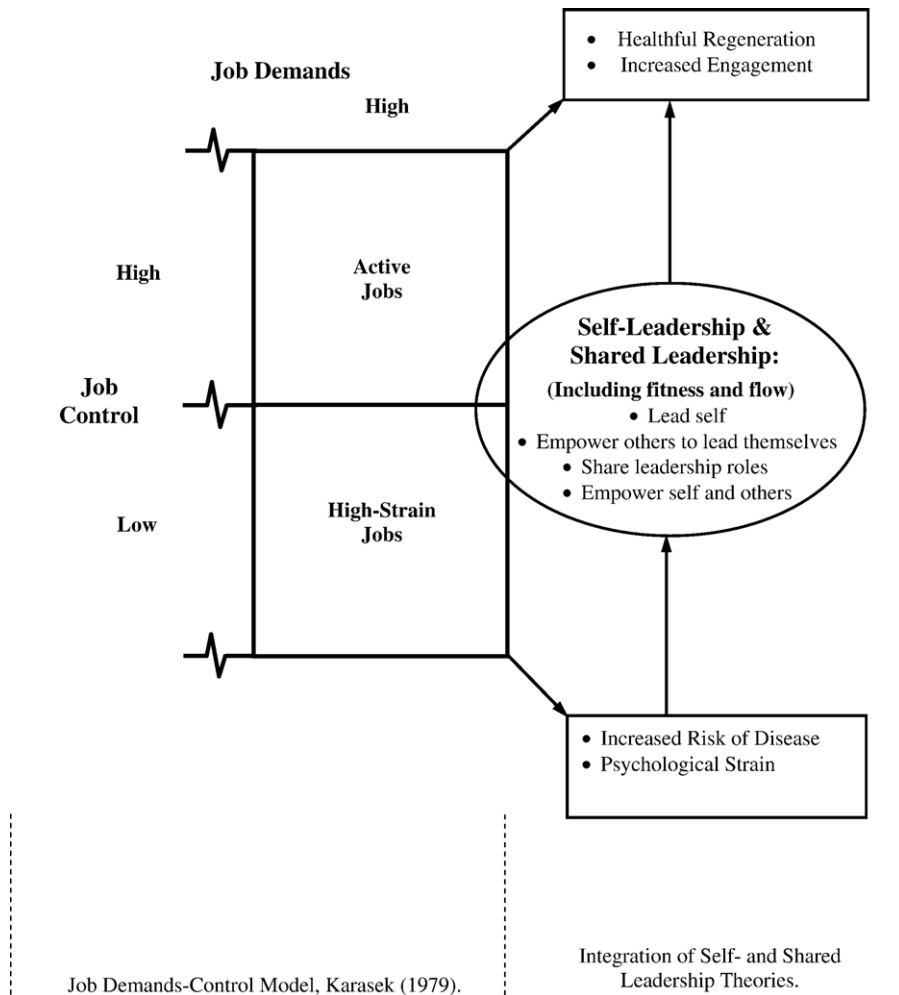 Job Demands
High
High
Active
Jobs
Job
Control
Low
High-Strain
Jobs
• Healthful Regeneration
• Increased Engagement
Self-Leadership &
Shared Leadership:
(Including fitness and flow)
• Lead self
• Empower others to lead themselves
• Share leadership roles
• Empower self and others
• Increased Risk of Disease
• Psychological Strain
Job Demands-Control Model, Karasek (1979).
Integration of Self- and Shared
Leadership Theories.